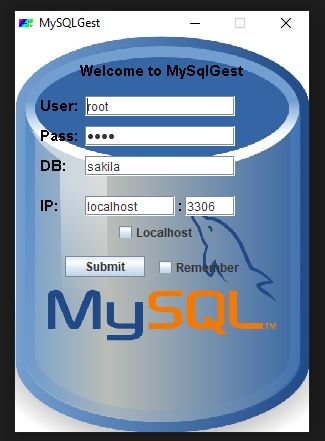 MySQLGest
Welcome to MySqlGest
User: root
Pass: ●●●●
DB: sakila
IP: localhost : 3306
Localhost
Submit Remember
MySQL™